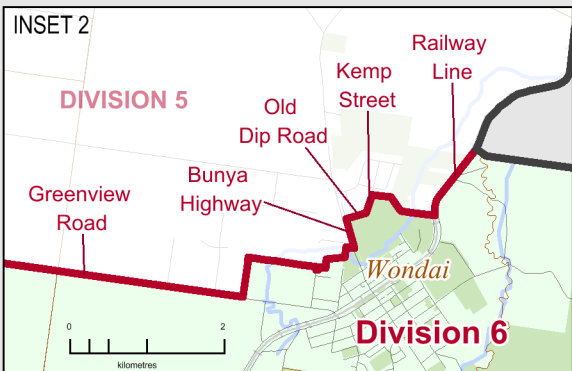 INSET 2
Railway
Line
Kemp
Street
DIVISION 5
Old
Dip Road
Bunya
Highway
Greenview
Road
Wondai
Division 6
0 2
kilometres